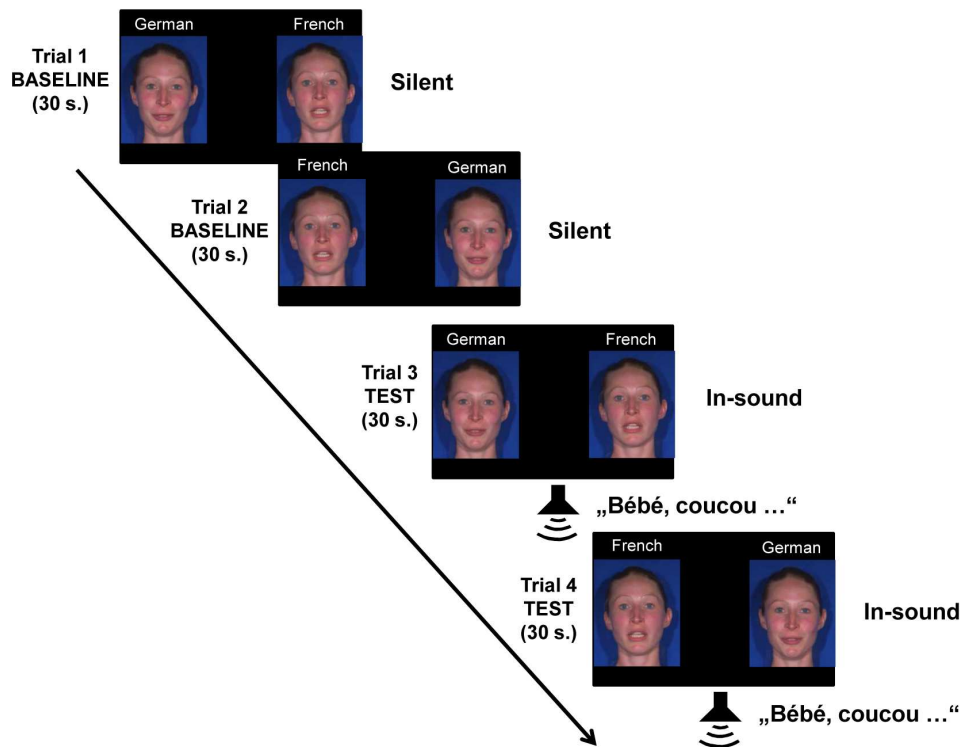 German
French
Trial 1
BASELINE
(30 s.)
Silent
French
German
Trial 2
BASELINE
(30 s.)
Silent
German
French
Trial 3
TEST
(30 s.)
In-sound
„Bébé, coucou …“
French
German
Trial 4
TEST
(30 s.)
In-sound
„Bébé, coucou …“